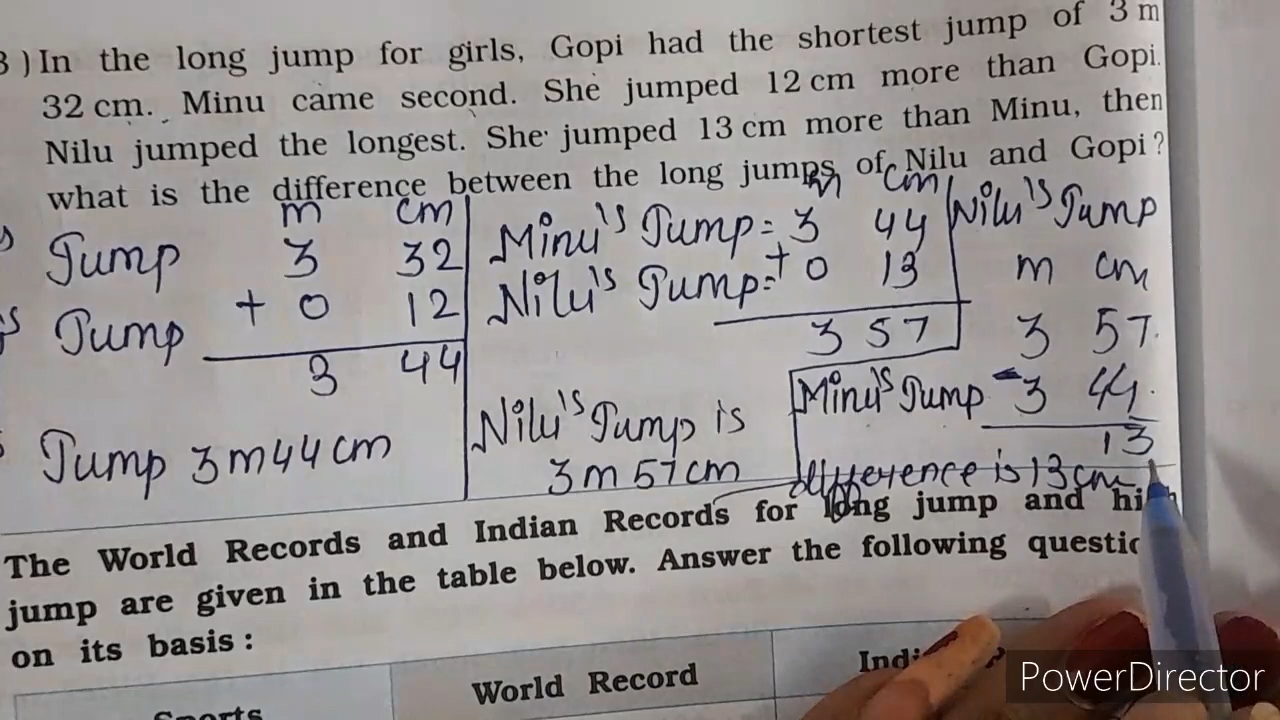 3 ) In the long jump for girls, Gopi had the shortest jump of 3 m
32 cm. Minu came second. She jumped 12 cm more than Gopi.
Nilu jumped the longest. She jumped 13 cm more than Minu, then
what is the difference between the long jumps of Nilu and Gopi ?
m cm
Jump 3 32
Jump + 0 12
3 44
Jump 3 m 44 cm
m cm
Minu's Jump = 3 44
Nilu's Jump = + 0 13
3 57
Nilu's Jump is
3m 57cm
Nilu's Jump
m cm
3 57
Minu's Jump - 3 44
13
difference is 13 cm
The World Records and Indian Records for long jump and
jump are given in the table below. Answer the following
on its basis :
Sports World Record
PowerDirector